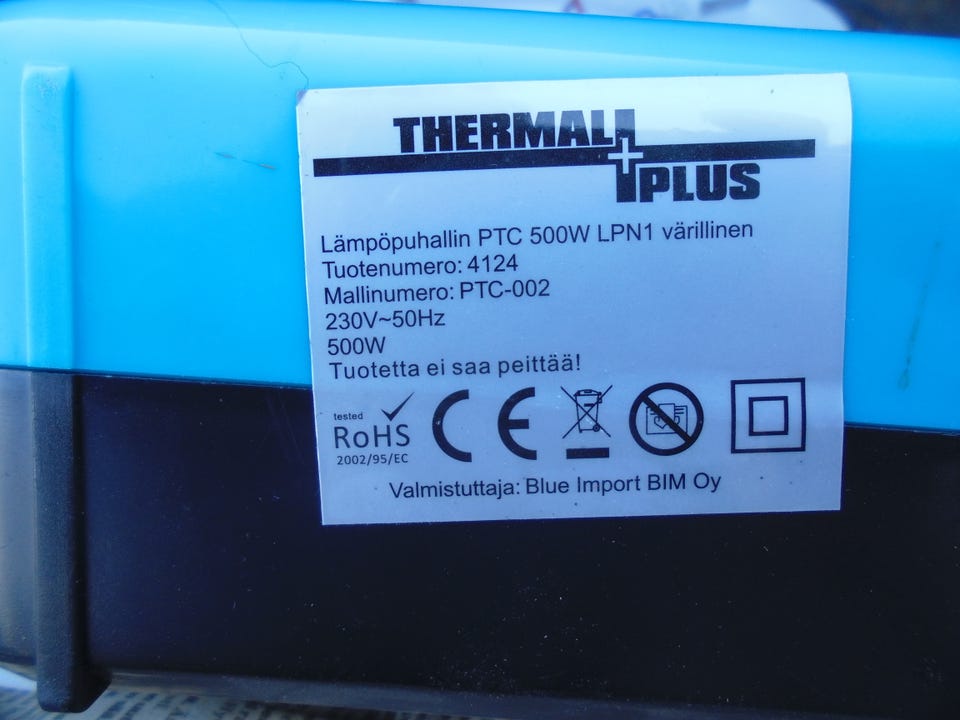 THERMAL
PLUS
Lämpöpuhallin PTC 500W LPN1 värillinen
Tuotenumero: 4124
Mallinumero: PTC-002
230V~50Hz
500W
Tuotetta ei saa peittää!
tested
RoHS
2002/95/EC
CE
Valmistuttaja: Blue Import BIM Oy